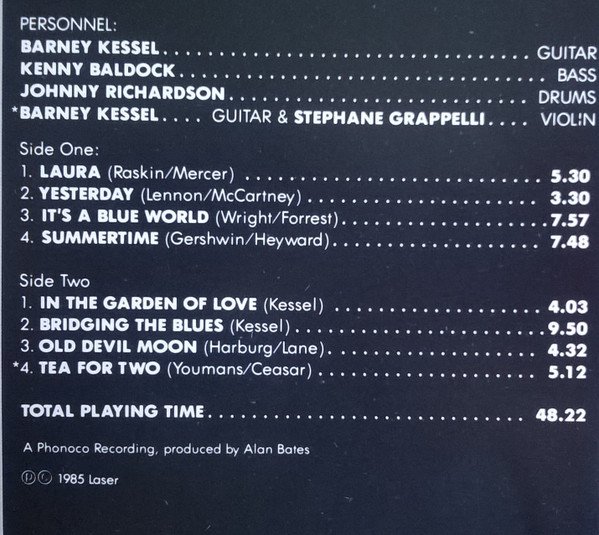 PERSONNEL:
BARNEY KESSEL................................ GUITAR
KENNY BALDOCK................................ BASS
JOHNNY RICHARDSON.......................... DRUMS
*BARNEY KESSEL.... GUITAR & STEPHANE GRAPPELLI.... VIOLIN
Side One:
1. LAURA (Raskin/Mercer) .......................... 5.30
2. YESTERDAY (Lennon/McCartney)................... 3.30
3. IT'S A BLUE WORLD (Wright/Forrest)................7.57
4. SUMMERTIME (Gershwin/Heyward)................. 7.48
Side Two
1. IN THE GARDEN OF LOVE (Kessel) ................. 4.03
2. BRIDGING THE BLUES (Kessel)....................9.50
3. OLD DEVIL MOON (Harburg/Lane)................. 4.32
*4. TEA FOR TWO (Youmans/Ceasar).................. 5.12
TOTAL PLAYING TIME............................ 48.22
A Phonoco Recording, produced by Alan Bates
℗© 1985 Laser